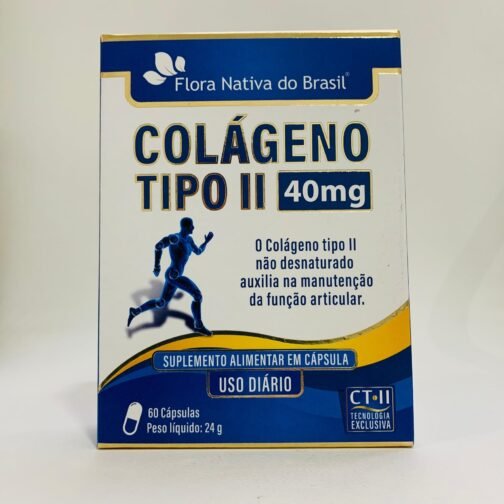 Flora Nativa do Brasil®
COLÁGENO
TIPO II 40mg
O Colágeno tipo II
não desnaturado
auxilia na manutenção
da função articular.
SUPLEMENTO ALIMENTAR EM CÁPSULA
USO DIÁRIO
60 Cápsulas
Peso líquido: 24 g
CT-II
TECNOLOGIA
EXCLUSIVA